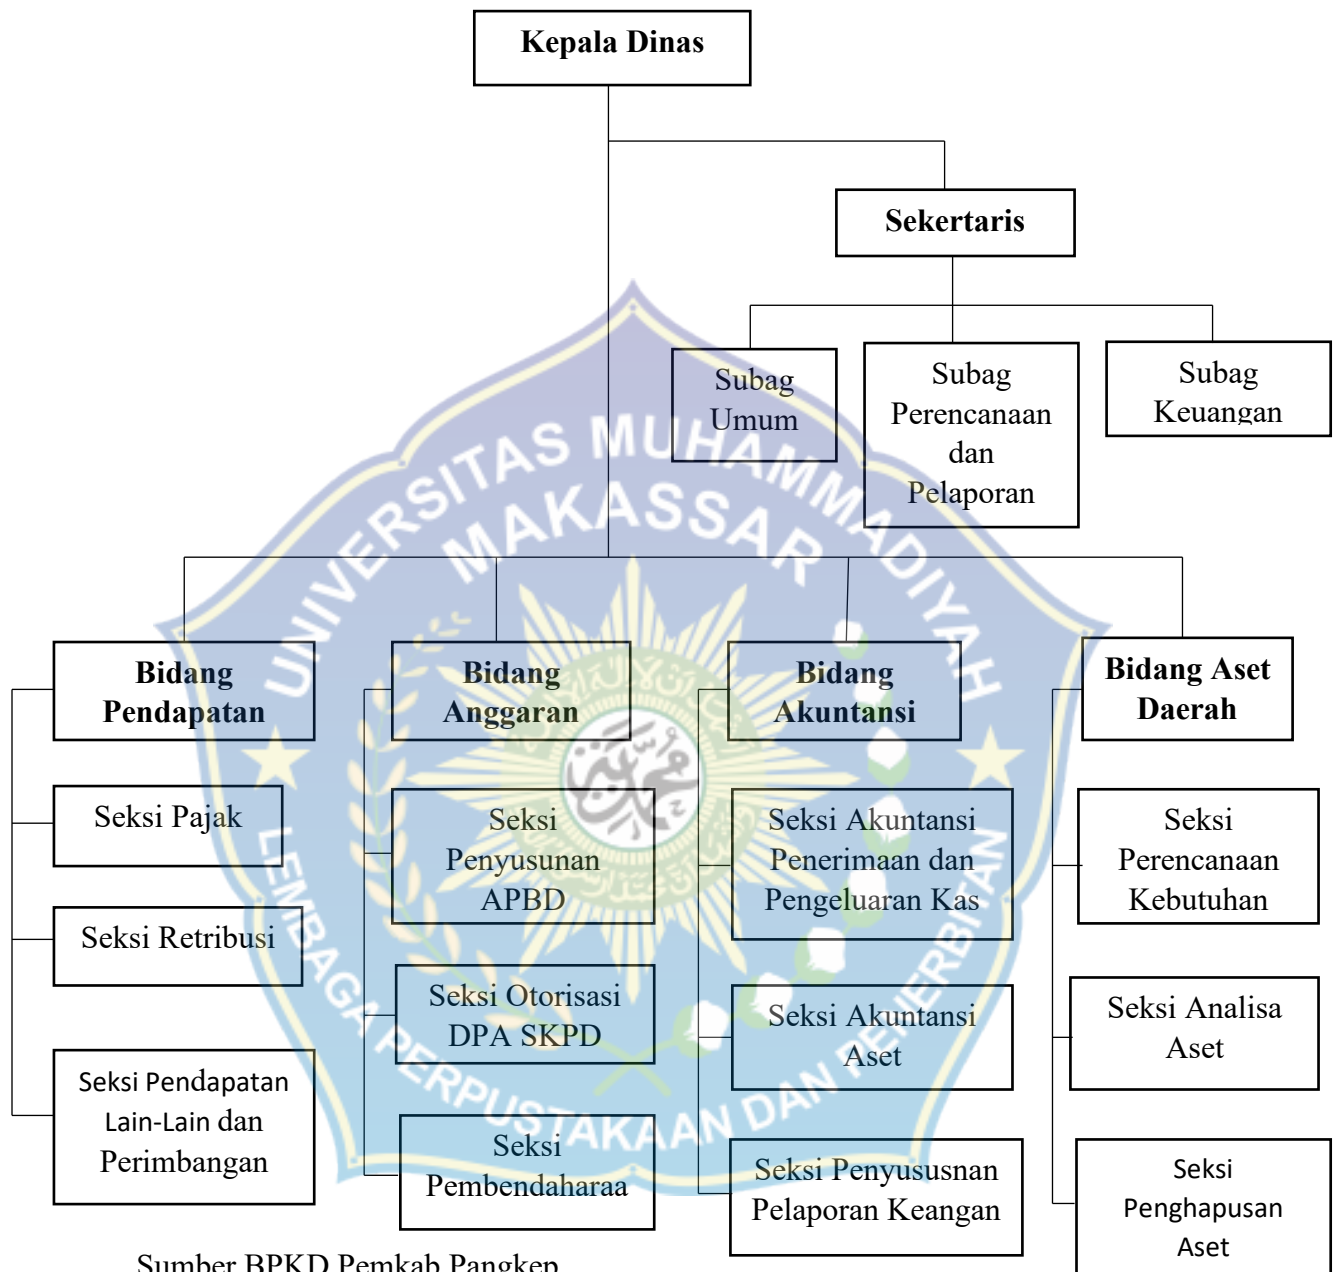 Kepala Dinas
Sekertaris
Subag
Umum
Subag
Perencanaan
dan
Pelaporan
Subag
Keuangan
UNIVERSITAS MUHAMMADIYAH
MAKASSAR
LEMBAGA PERPUSTAKAAN DAN PENERBITAN
Bidang
Pendapatan
Seksi Pajak
Seksi Retribusi
Seksi Pendapatan
Lain-Lain dan
Perimbangan
Bidang
Anggaran
Seksi
Penyusunan
APBD
Seksi Otorisasi
DPA SKPD
Seksi
Pembendaharaa
Bidang
Akuntansi
Seksi Akuntansi
Penerimaan dan
Pengeluaran Kas
Seksi Akuntansi
Aset
Seksi Penyususnan
Pelaporan Keangan
Bidang Aset
Daerah
Seksi
Perencanaan
Kebutuhan
Seksi Analisa
Aset
Seksi
Penghapusan
Aset
Sumber BPKD Pemkab Pangkep